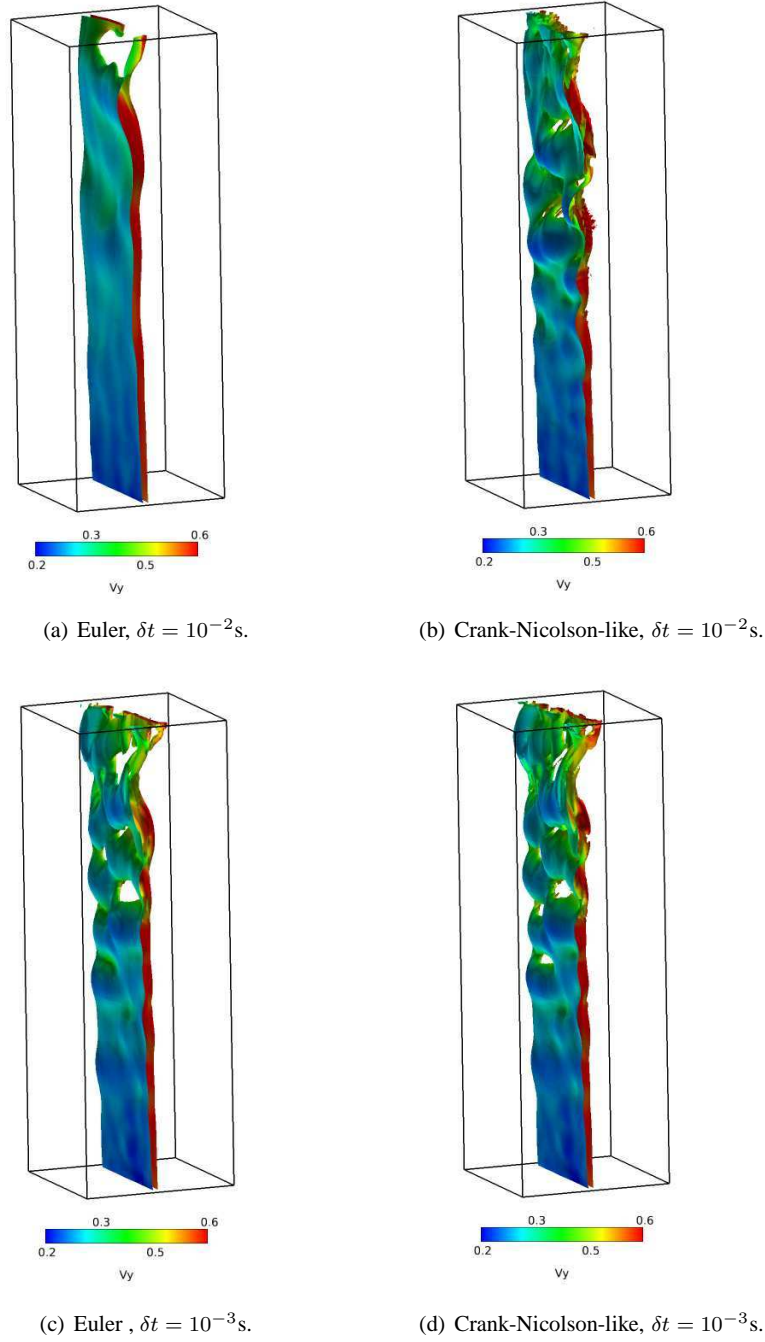 0.3 0.6
0.2 0.5
Vy
0.3 0.6
0.2 0.5
Vy
(a) Euler, δt = 10⁻²s.
(b) Crank-Nicolson-like, δt = 10⁻²s.
0.3 0.6
0.2 0.5
Vy
0.3 0.6
0.2 0.5
Vy
(c) Euler , δt = 10⁻³s.
(d) Crank-Nicolson-like, δt = 10⁻³s.